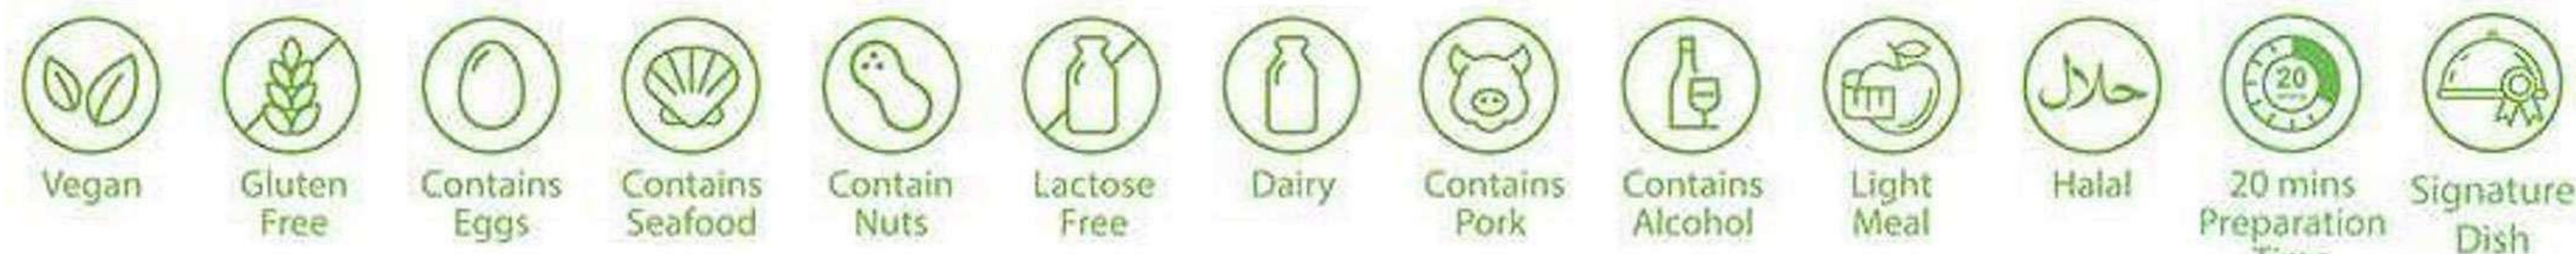 حلال
20
Vegan
Gluten
Free
Contains
Eggs
Contains
Seafood
Contain
Nuts
Lactose
Free
Dairy
Contains
Pork
Contains
Alcohol
Light
Meal
Halal
20 mins
Preparation
Signature
Dish